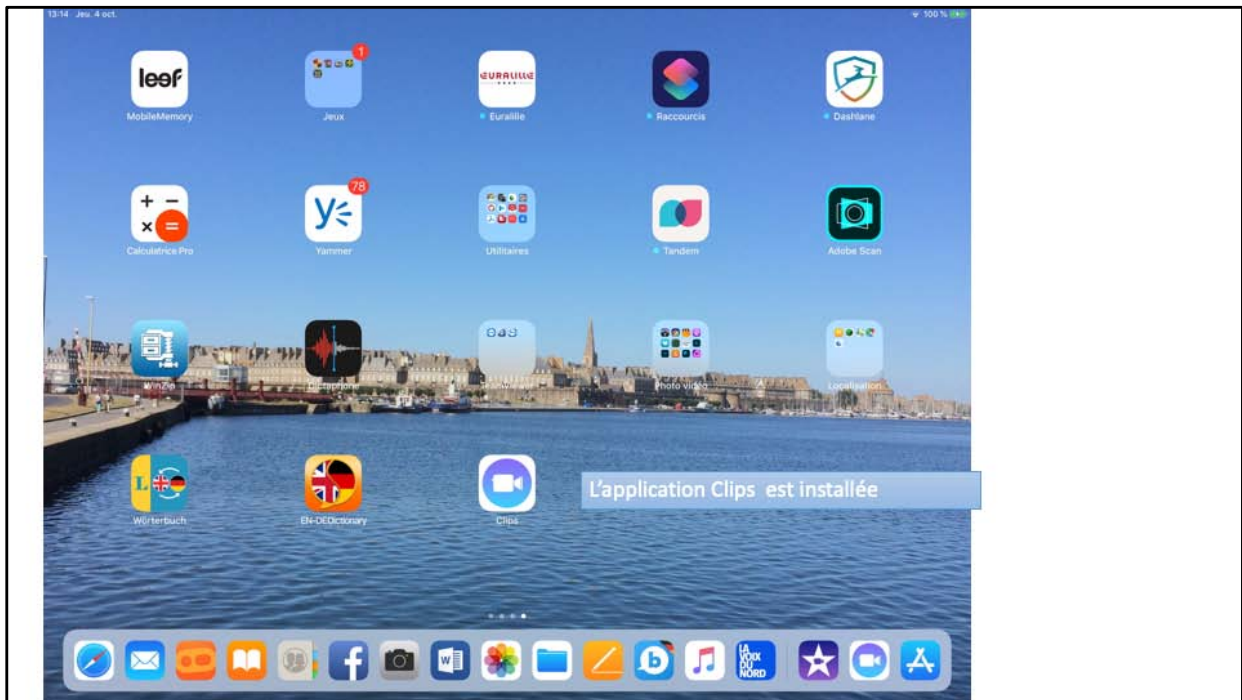 13:14 Jeu. 4 oct.
100 %
leef
1
EURALILLE
MobileMemory
Jeux
Euralille
Raccourcis
Dashlane
78
Calculatrice Pro
Yammer
Utilitaires
Tandem
Adobe Scan
WinZip
Dictaphone
Photo vidéo
Localisation
L
L'application Clips est installée
Wörterbuch
EN-DEDictionary
Clips
W
b
LA
VOIX
DU
NORD